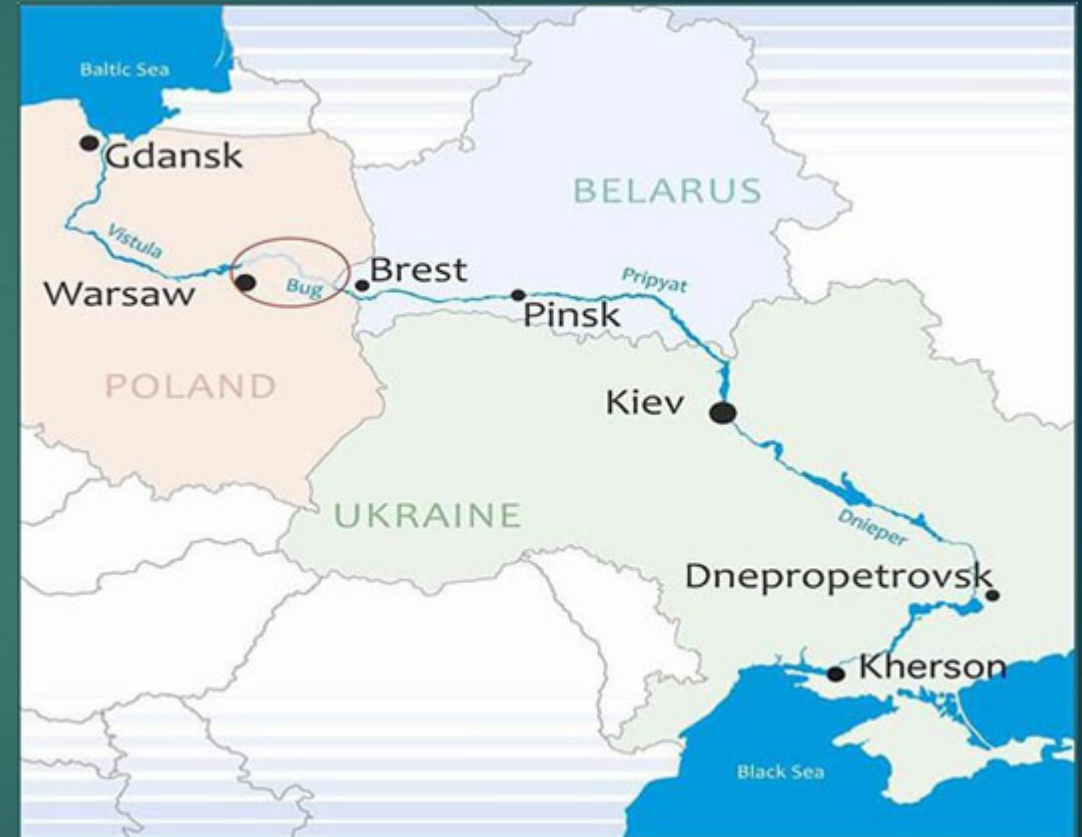 Baltic Sea
Gdansk
BELARUS
Vistula
Brest
Pripyat
Warsaw
Bug
Pinsk
POLAND
Kiev
UKRAINE
Dnieper
Dnepropetrovsk
Kherson
Black Sea